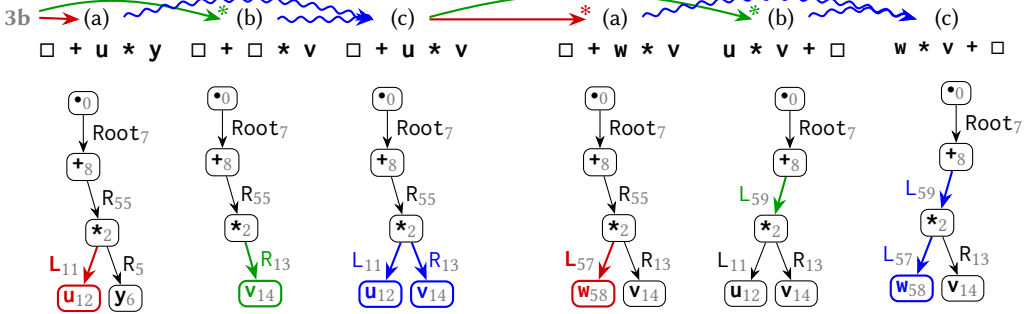 3b (a) * (b) (c) * (a) * (b) (c)
□ + u * y □ + □ * v □ + u * v □ + w * v u * v + □ w * v + □
•0 •0 •0 •0 •0 •0
Root7 Root7 Root7 Root7 Root7 Root7
+8 +8 +8 +8 +8 +8
R55 R55 R55 R55 L59 L59
*2 *2 *2 *2 *2 *2
L11 R5 R13 L11 R13 L57 R13 L11 R13 L57 R13
u12 y6 v14 u12 v14 w58 v14 u12 v14 w58 v14